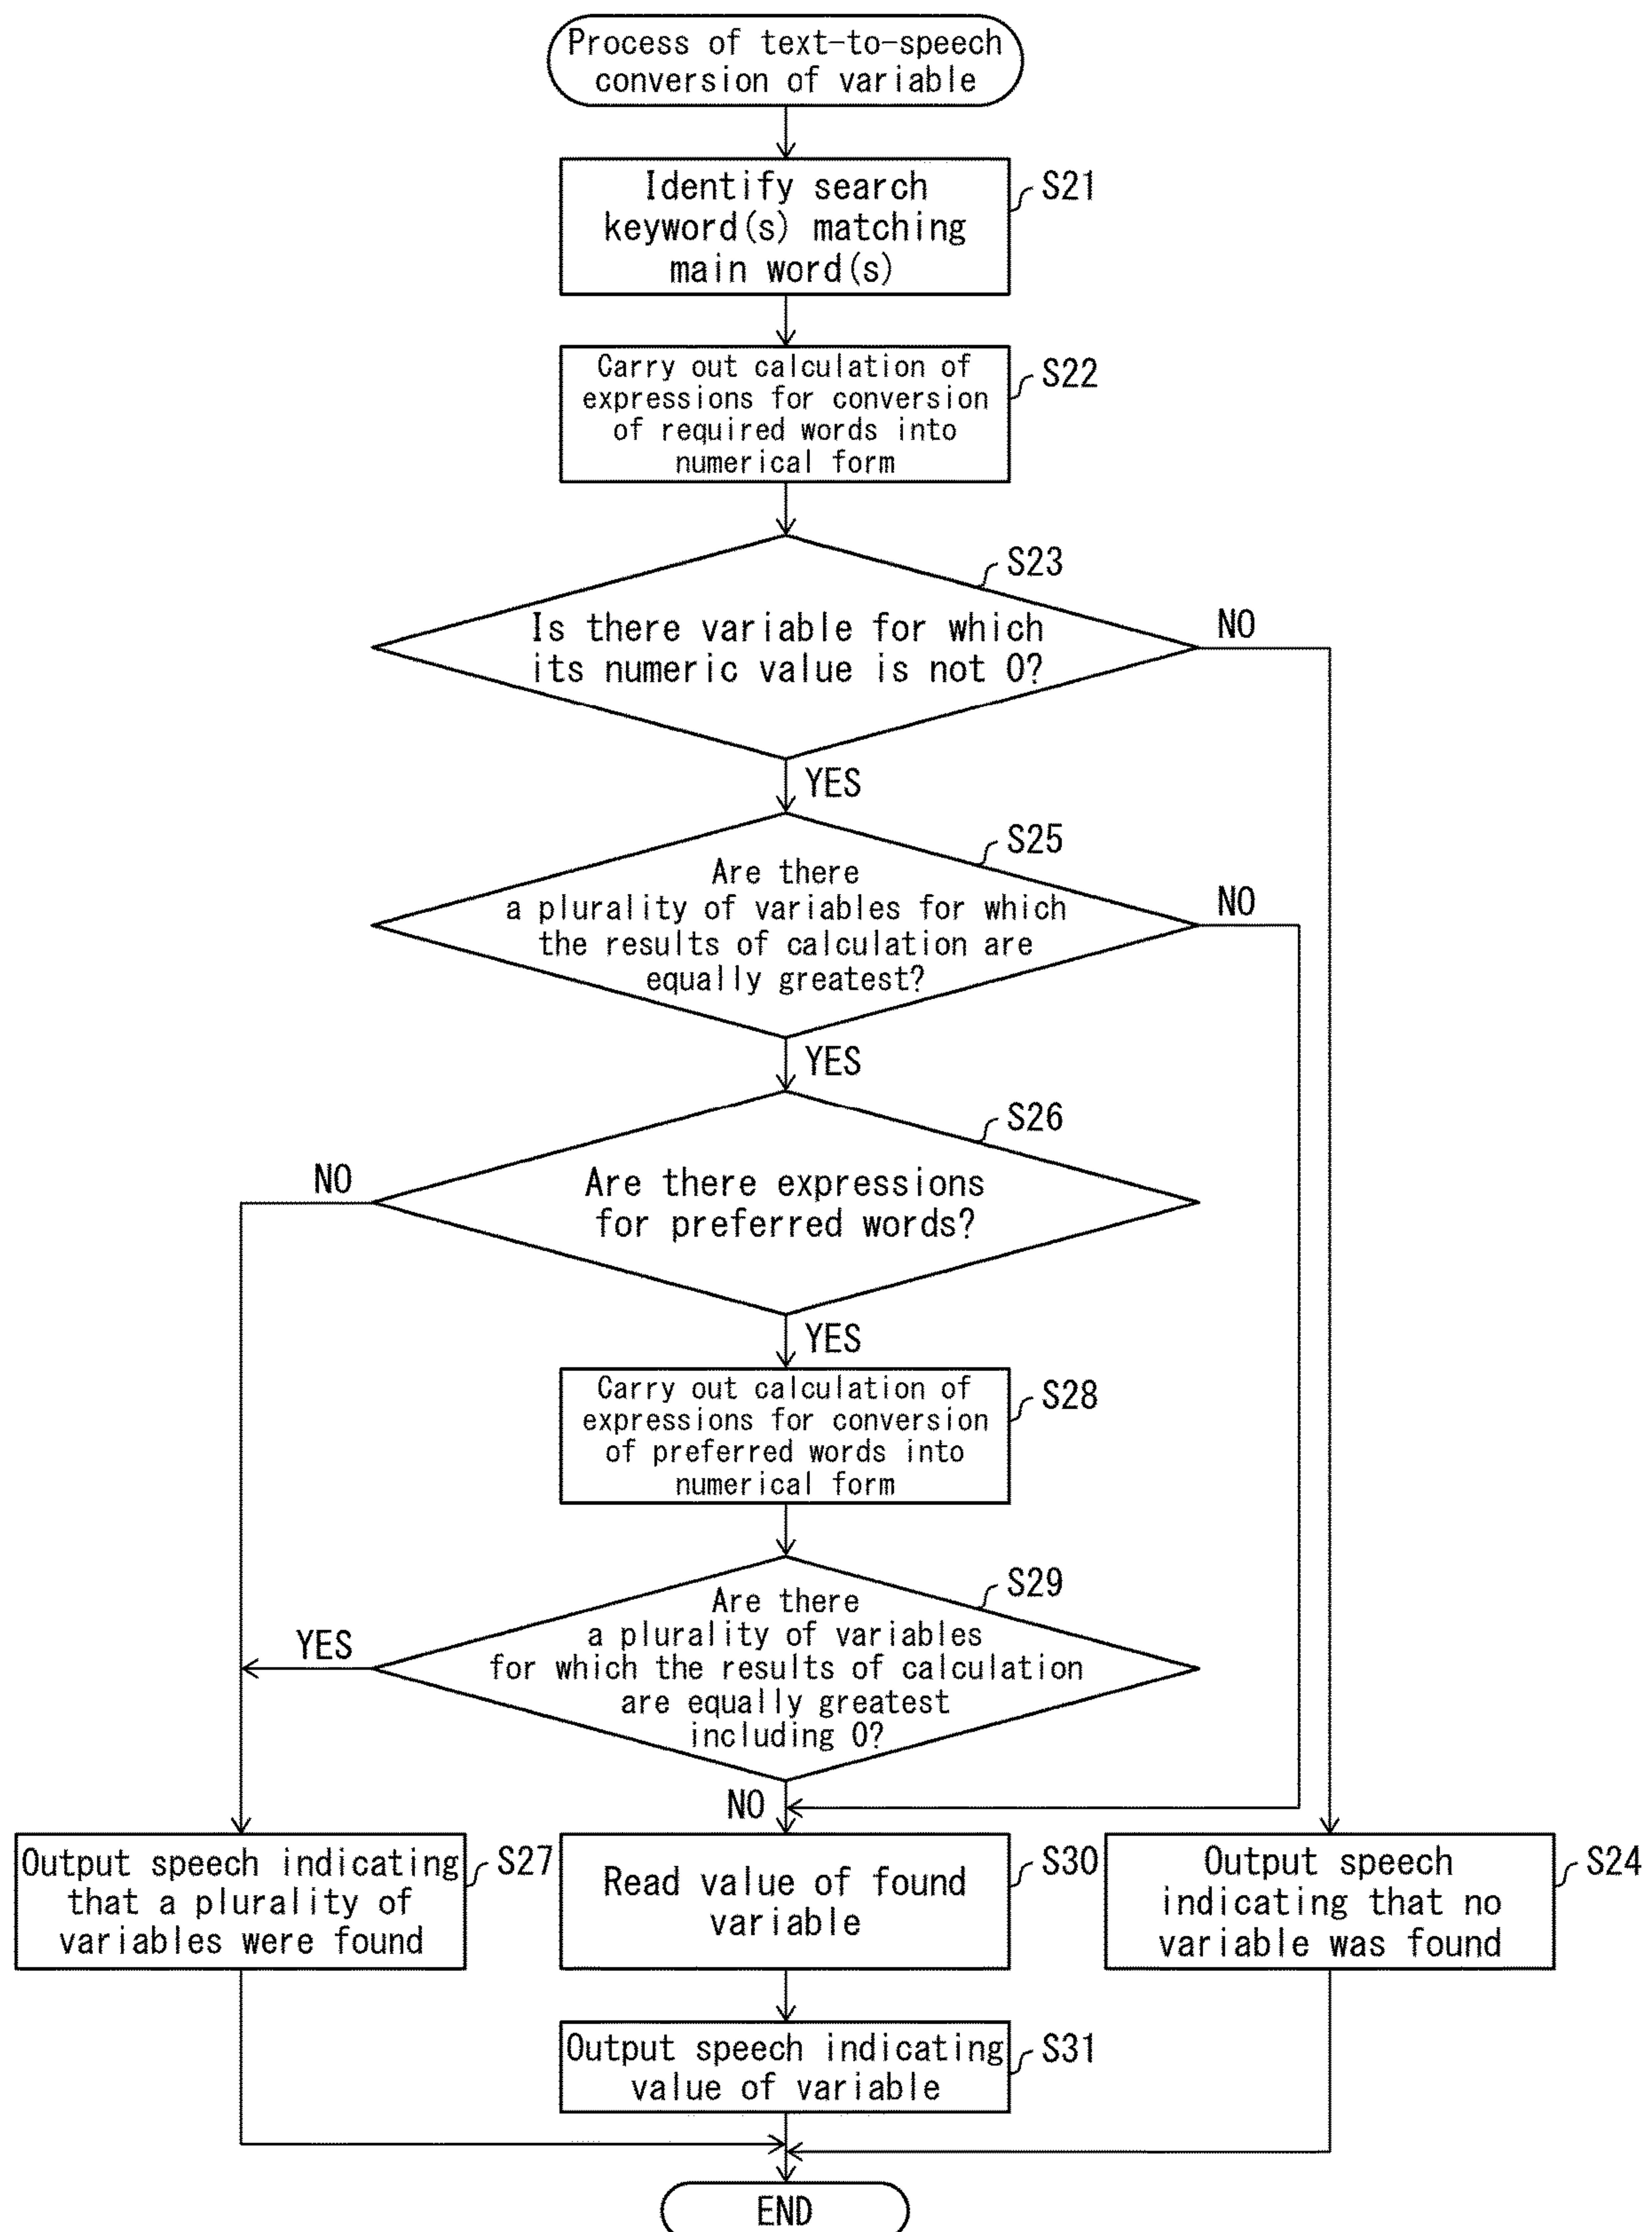 Process of text-to-speech
conversion of variable
Identify search
keyword(s) matching
main word(s)
S21
Carry out calculation of
expressions for conversion
of required words into
numerical form
S22
S23
Is there variable for which
its numeric value is not 0?
NO
YES
S25
Are there
a plurality of variables for which
the results of calculation are
equally greatest?
NO
YES
S26
Are there expressions
for preferred words?
NO
YES
Carry out calculation of
expressions for conversion
of preferred words into
numerical form
S28
S29
Are there
a plurality of variables
for which the results of calculation
are equally greatest
including 0?
YES
NO
Output speech indicating
that a plurality of
variables were found
S27
Read value of found
variable
S30
Output speech
indicating that no
variable was found
S24
Output speech indicating
value of variable
S31
END